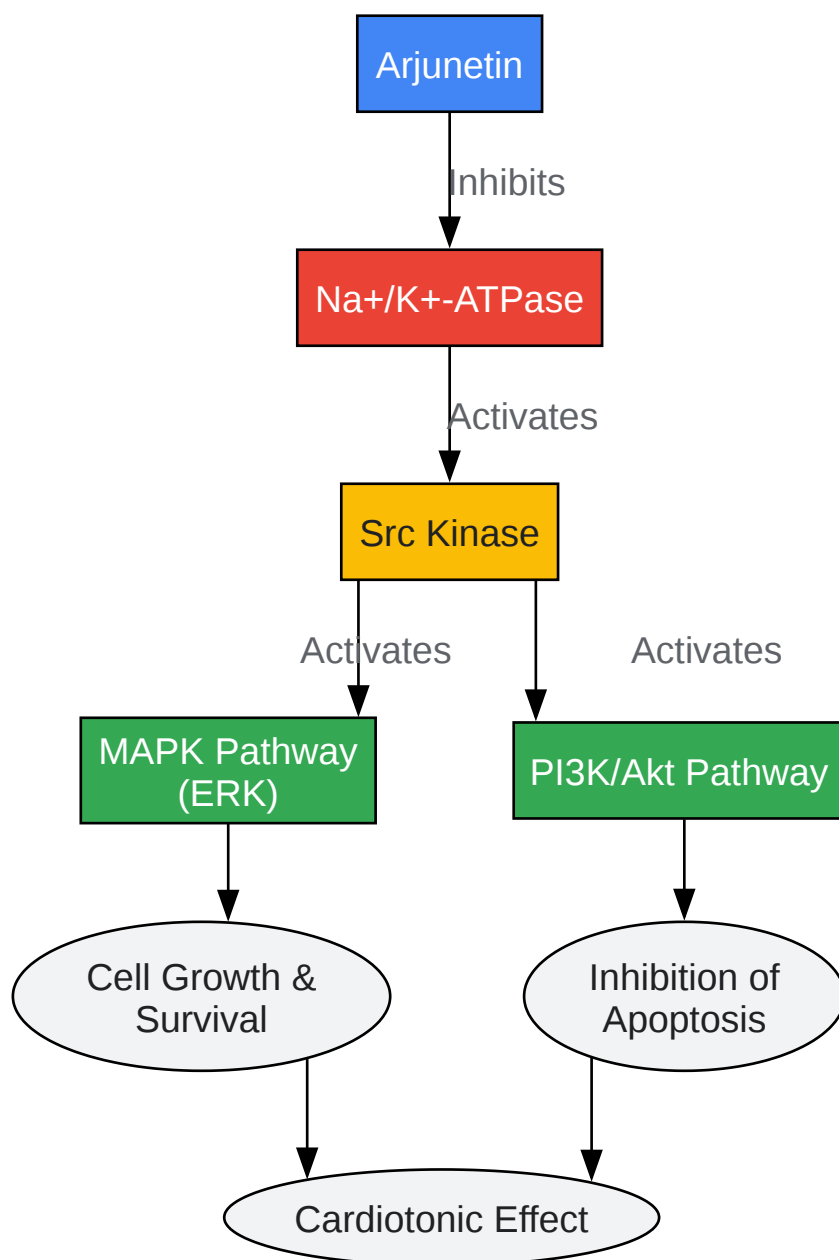 Arjunetin
Inhibits
Na+/K+-ATPase
Activates
Src Kinase
Activates
Activates
MAPK Pathway
(ERK)
PI3K/Akt Pathway
Cell Growth &
Survival
Inhibition of
Apoptosis
Cardiotonic Effect